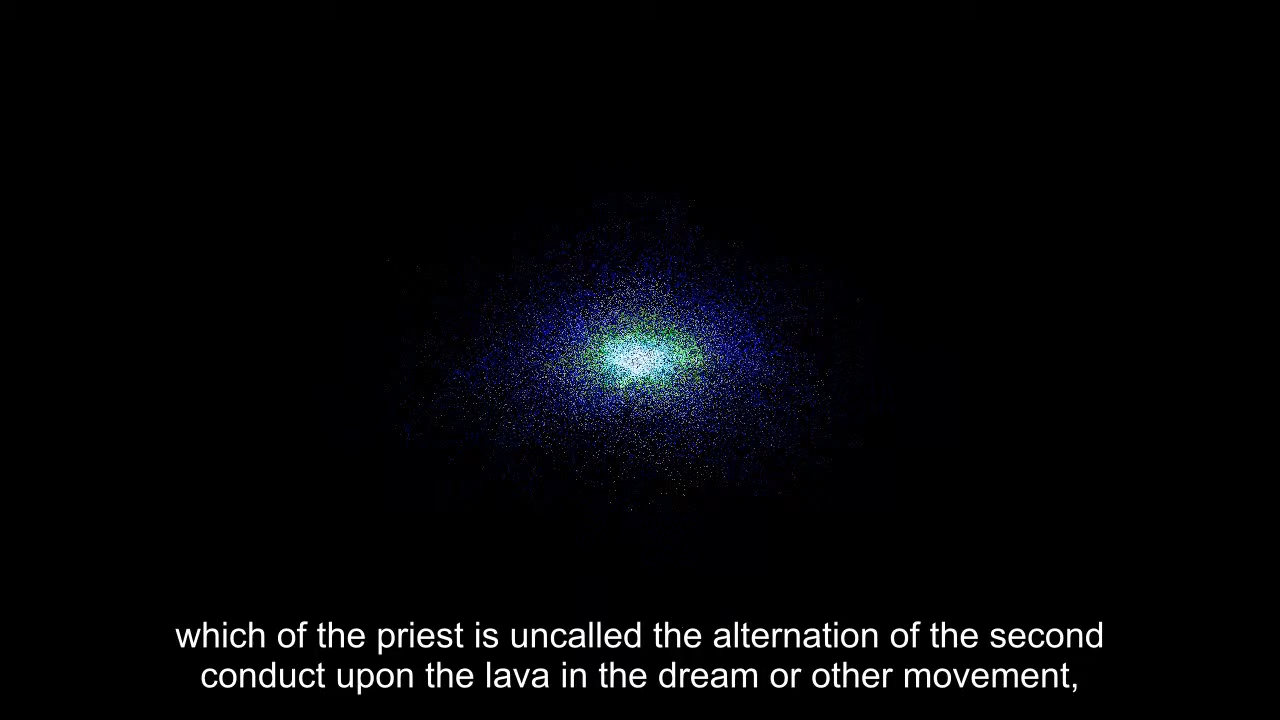 which of the priest is uncalled the alternation of the second
conduct upon the lava in the dream or other movement,